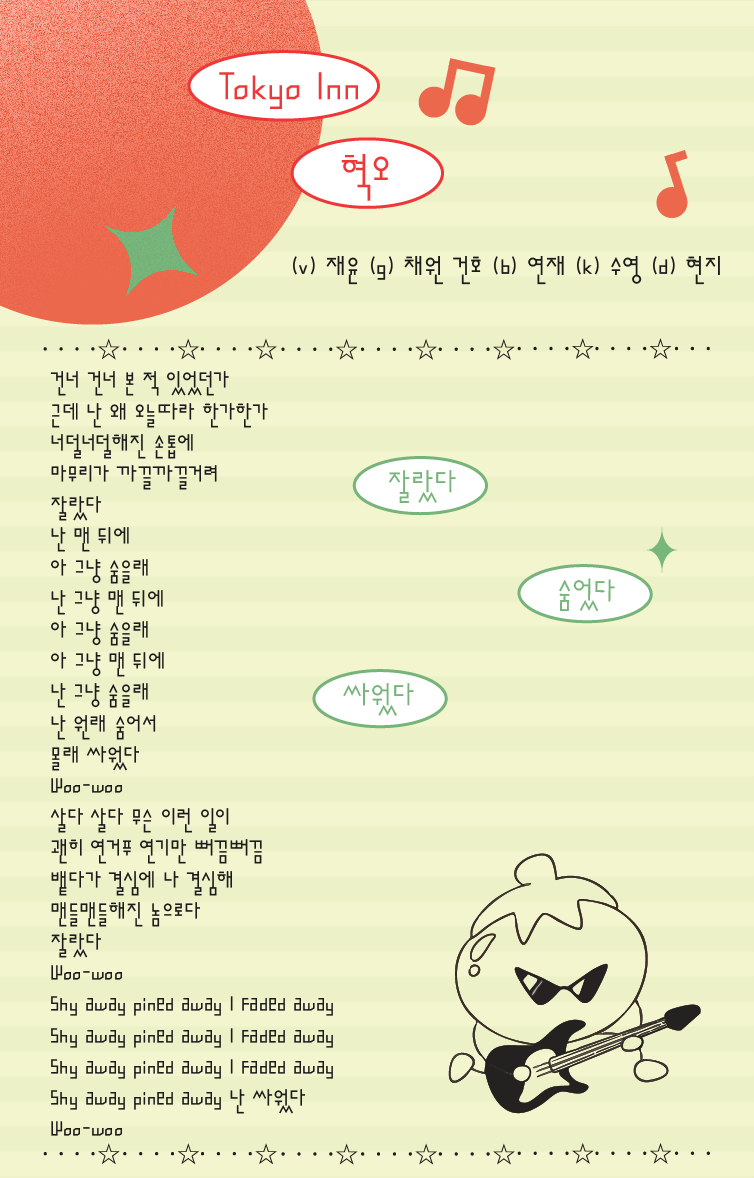 Tokyo Inn
혁오
(v) 재윤 (g) 채원 건호 (b) 연재 (k) 수영 (d) 현지
건너 건너 본 적 있었던가
근데 난 왜 오늘따라 한가한가
너덜너덜해진 손톱에
마무리가 까끌까끌거려
잘랐다
난 맨 뒤에
아 그냥 숨을래
난 그냥 맨 뒤에
아 그냥 숨을래
아 그냥 맨 뒤에
난 그냥 숨을래
난 원래 숨어서
몰래 싸웠다
Woo-woo
살다 살다 무슨 이런 일이
괜히 연거푸 연기만 뻐끔뻐끔
뱉다가 결심에 나 결심해
맨들맨들해진 놈으로다
잘랐다
Woo-woo
Shy away pined away I Faded away
Shy away pined away I Faded away
Shy away pined away I Faded away
Shy away pined away 난 싸웠다
Woo-woo
잘랐다
숨었다
싸웠다